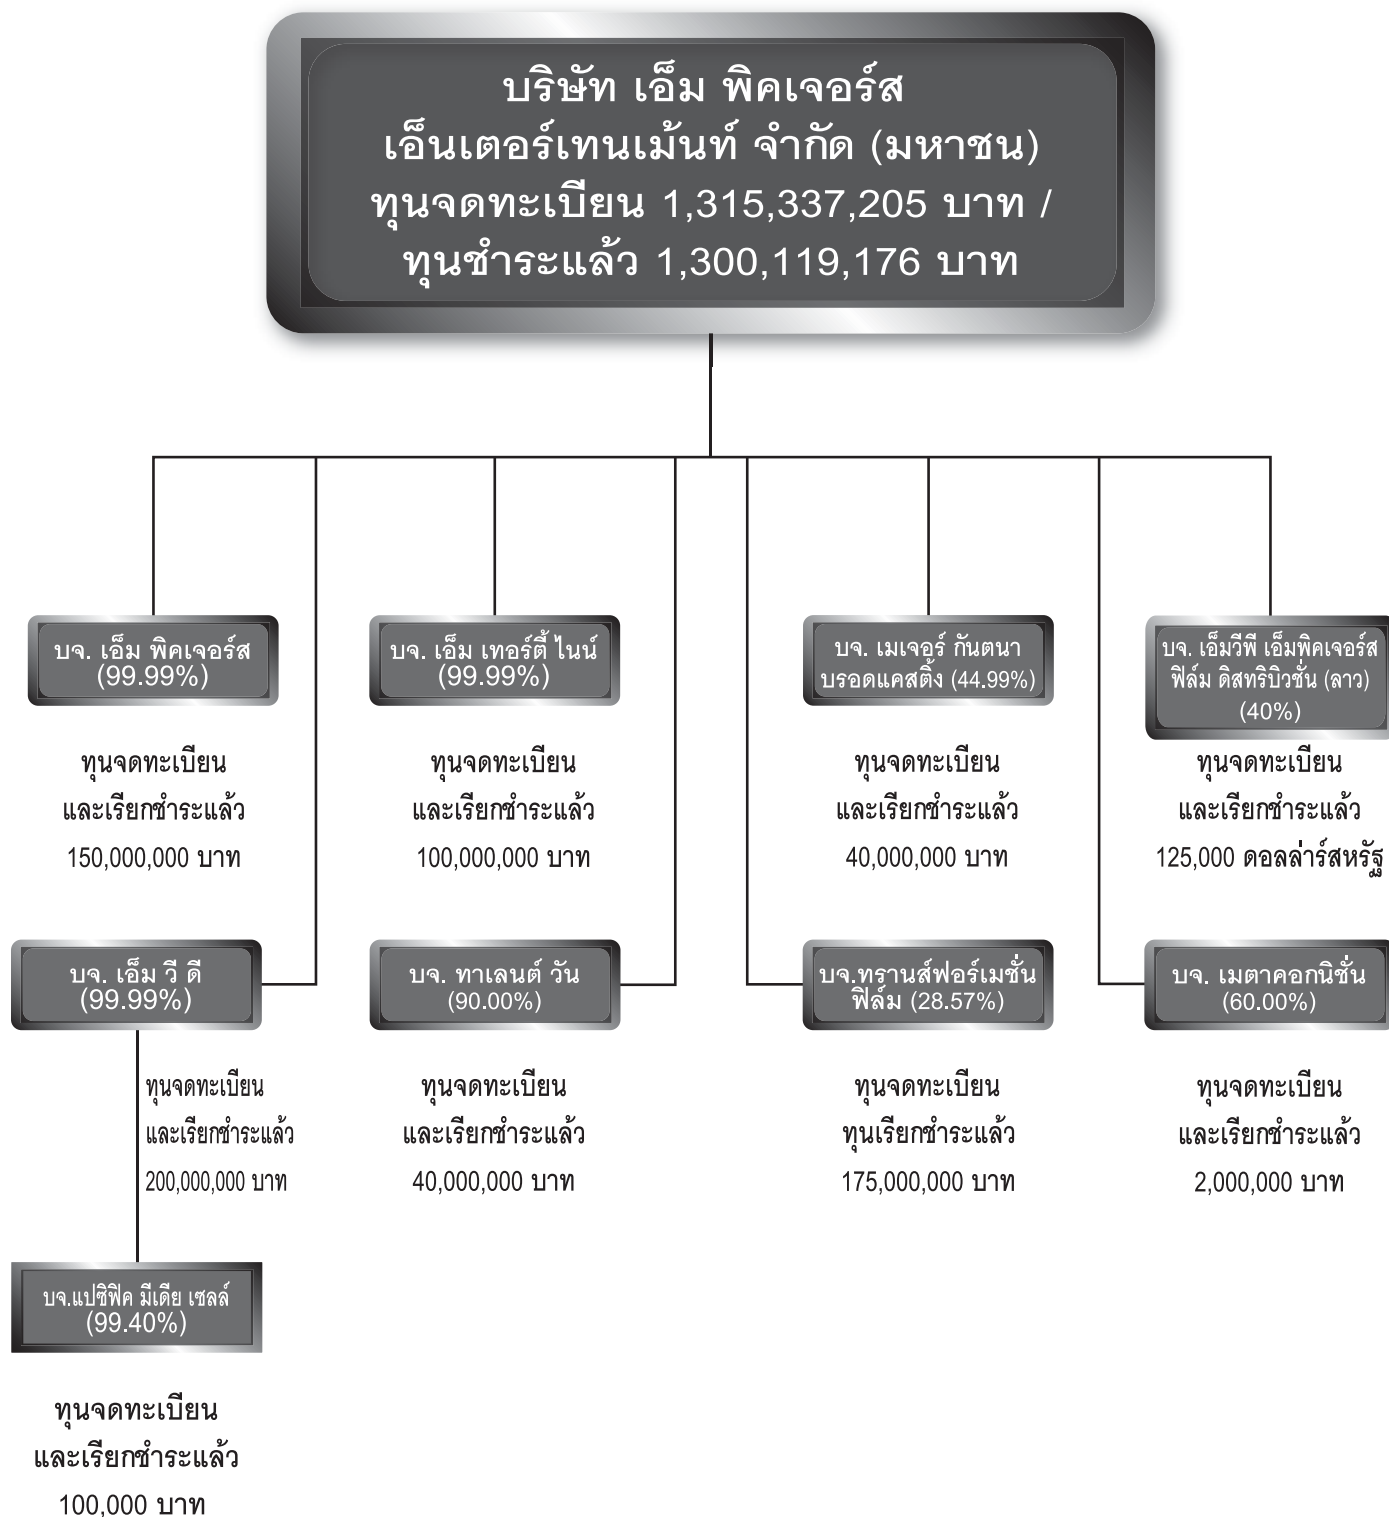 บริษัท เอ็ม พิคเจอร์ส
เอ็นเตอร์เทนเม้นท์ จำกัด (มหาชน)
ทุนจดทะเบียน 1,315,337,205 บาท /
ทุนชำระแล้ว 1,300,119,176 บาท
บจ. เอ็ม พิคเจอร์ส
(99.99%)
ทุนจดทะเบียน
และเรียกชำระแล้ว
150,000,000 บาท
บจ. เอ็ม เทอร์ตี้ ไนน์
(99.99%)
ทุนจดทะเบียน
และเรียกชำระแล้ว
100,000,000 บาท
บจ. เมเจอร์ กันตนา
บรอดแคสติ้ง (44.99%)
ทุนจดทะเบียน
และเรียกชำระแล้ว
40,000,000 บาท
บจ. เอ็มวีพี เอ็มพิคเจอร์ส
ฟิล์ม ดิสทริบิวชั่น (ลาว)
(40%)
ทุนจดทะเบียน
และเรียกชำระแล้ว
125,000 ดอลล่าร์สหรัฐ
บจ. เอ็ม วี ดี
(99.99%)
ทุนจดทะเบียน
และเรียกชำระแล้ว
200,000,000 บาท
บจ. ทาเลนต์ วัน
(90.00%)
ทุนจดทะเบียน
และเรียกชำระแล้ว
40,000,000 บาท
บจ.ทรานส์ฟอร์เมชั่น
ฟิล์ม (28.57%)
ทุนจดทะเบียน
ทุนเรียกชำระแล้ว
175,000,000 บาท
บจ. เมตาคอกนิชั่น
(60.00%)
ทุนจดทะเบียน
และเรียกชำระแล้ว
2,000,000 บาท
บจ.แปซิฟิค มีเดีย เซลล์
(99.40%)
ทุนจดทะเบียน
และเรียกชำระแล้ว
100,000 บาท